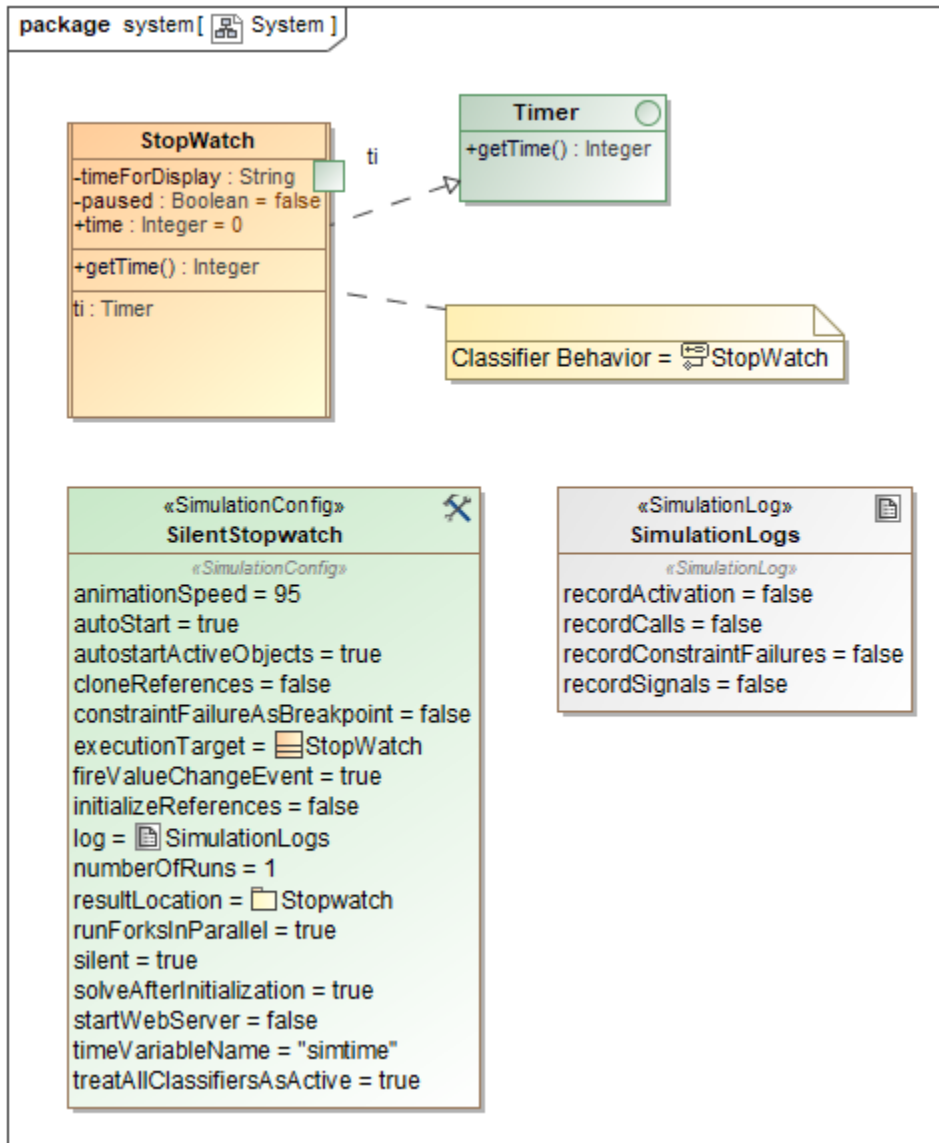 package system[ System ]
StopWatch
-timeForDisplay : String
-paused : Boolean = false
+time : Integer = 0
+getTime() : Integer
ti : Timer
ti
Timer
+getTime() : Integer
Classifier Behavior = StopWatch
«SimulationConfig»
SilentStopwatch
«SimulationConfig»
animationSpeed = 95
autoStart = true
autostartActiveObjects = true
cloneReferences = false
constraintFailureAsBreakpoint = false
executionTarget = StopWatch
fireValueChangeEvent = true
initializeReferences = false
log = SimulationLogs
numberOfRuns = 1
resultLocation = Stopwatch
runForksInParallel = true
silent = true
solveAfterInitialization = true
startWebServer = false
timeVariableName = "simtime"
treatAllClassifiersAsActive = true
«SimulationLog»
SimulationLogs
«SimulationLog»
recordActivation = false
recordCalls = false
recordConstraintFailures = false
recordSignals = false